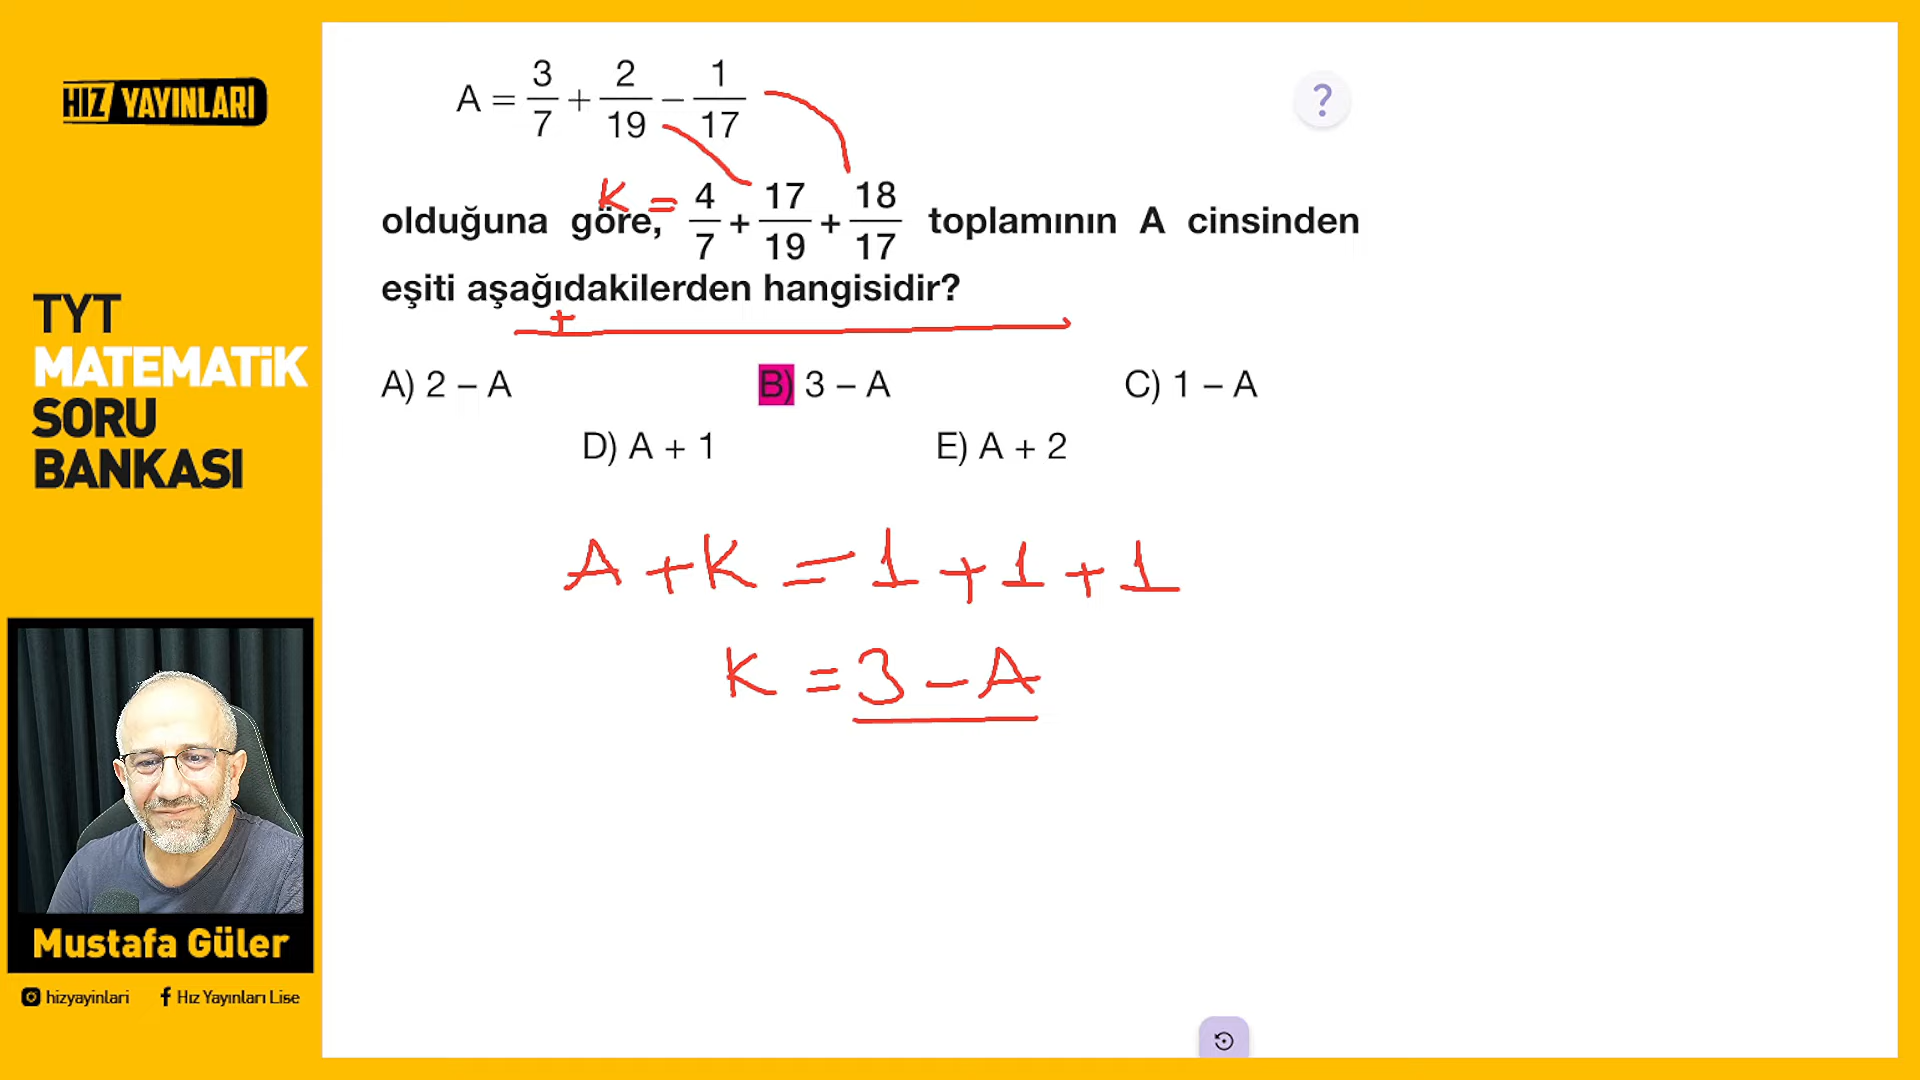 HIZ YAYINLARI
TYT
MATEMATİK
SORU
BANKASI
Mustafa Güler
hizyayinlari
Hız Yayınları Lise
A = 3/7 + 2/19 − 1/17
?
K =
olduğuna göre, 4/7 + 17/19 + 18/17 toplamının A cinsinden
eşiti aşağıdakilerden hangisidir?
+
A) 2 – A B) 3 – A C) 1 – A
D) A + 1 E) A + 2
A + K = 1 + 1 + 1
K = 3 – A